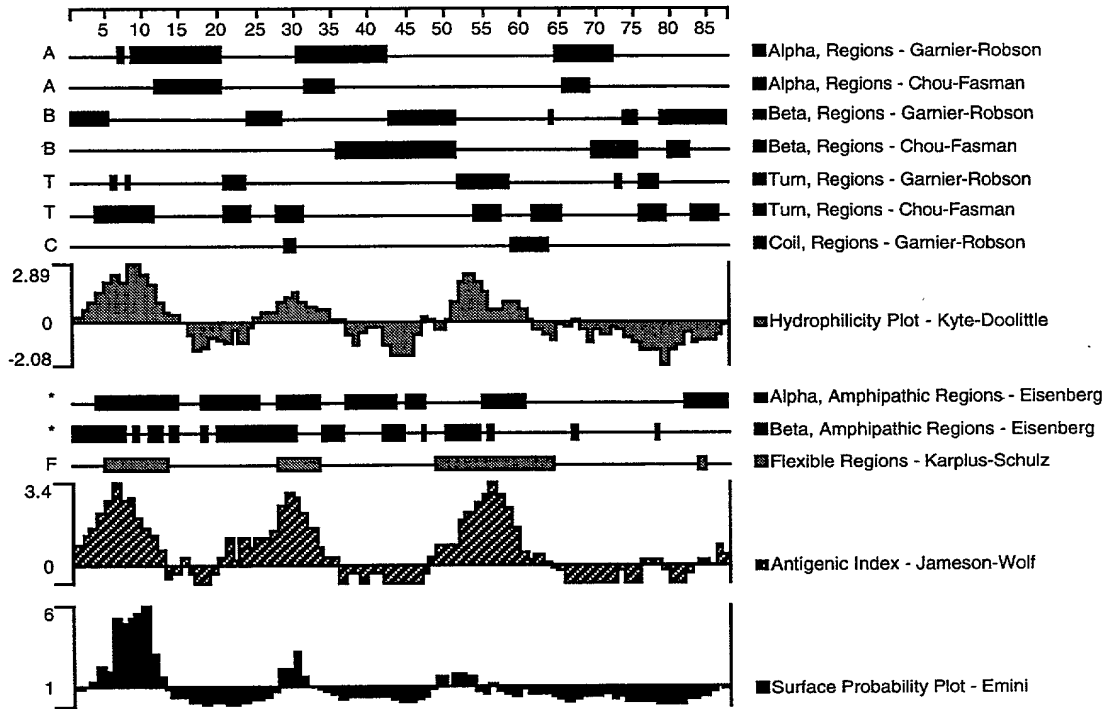 5 10 15 20 25 30 35 40 45 50 55 60 65 70 75 80 85
A Alpha, Regions - Garnier-Robson
A Alpha, Regions - Chou-Fasman
B Beta, Regions - Garnier-Robson
B Beta, Regions - Chou-Fasman
T Turn, Regions - Garnier-Robson
T Turn, Regions - Chou-Fasman
C Coil, Regions - Garnier-Robson
2.89
0 Hydrophilicity Plot - Kyte-Doolittle
-2.08
* Alpha, Amphipathic Regions - Eisenberg
* Beta, Amphipathic Regions - Eisenberg
F Flexible Regions - Karplus-Schulz
3.4
0 Antigenic Index - Jameson-Wolf
6
1 Surface Probability Plot - Emini